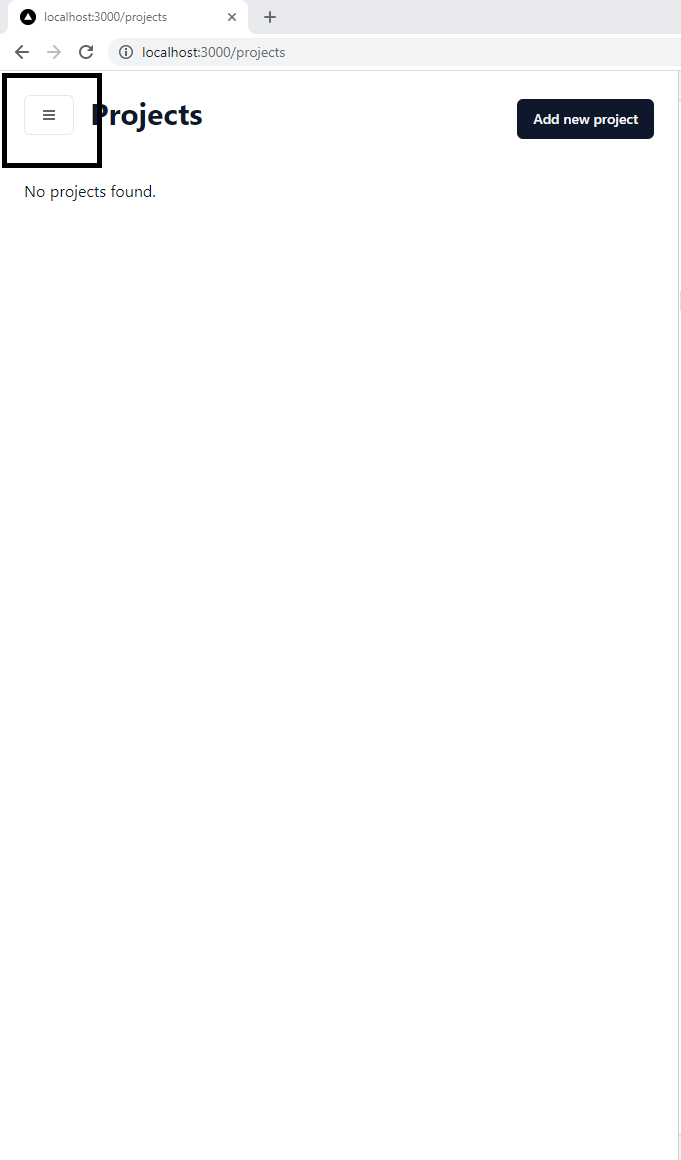 localhost:3000/projects
localhost:3000/projects
Projects
Add new project
No projects found.